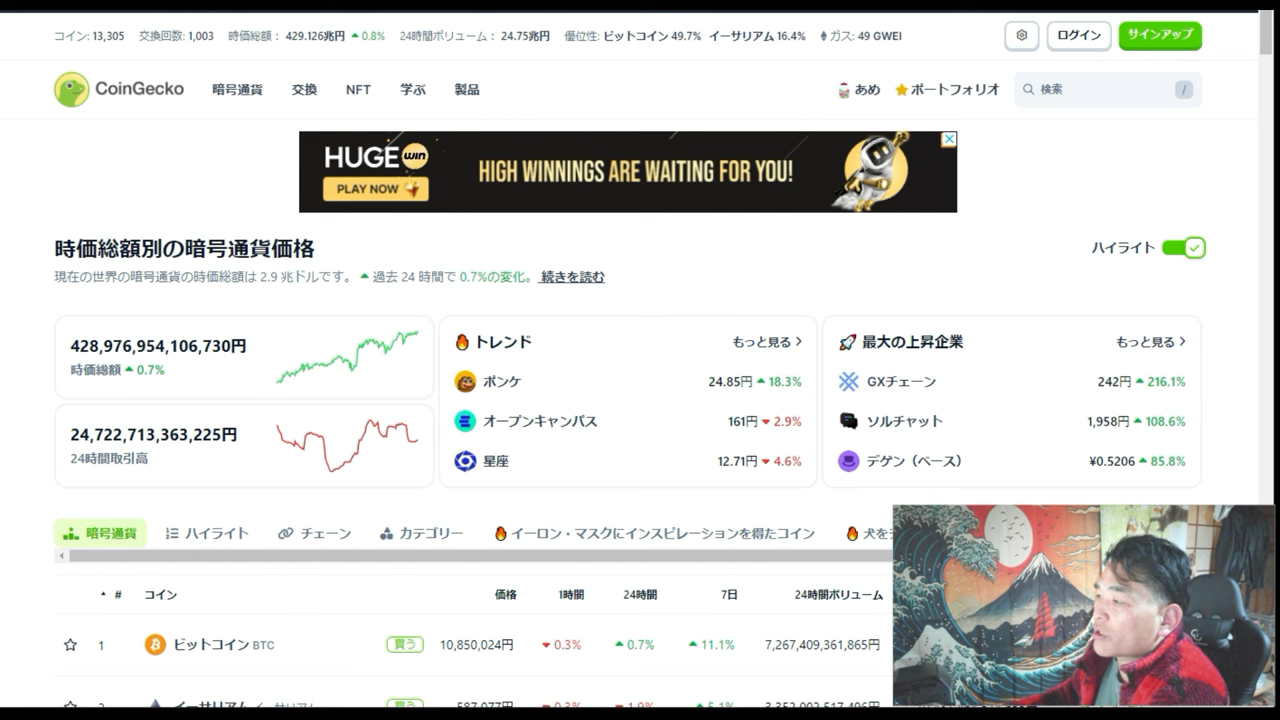 コイン: 13,305 交換回数: 1,003 時価総額： 429.126兆円 0.8% 24時間ボリューム： 24.75兆円 優位性: ビットコイン 49.7% イーサリアム 16.4% ガス: 49 GWEI ログイン サインアップ
CoinGecko 暗号通貨 交換 NFT 学ぶ 製品 あめ ポートフォリオ 検索 /
HUGE win
PLAY NOW
HIGH WINNINGS ARE WAITING FOR YOU!
時価総額別の暗号通貨価格
ハイライト
現在の世界の暗号通貨の時価総額は 2.9 兆ドルです。 過去 24 時間で 0.7%の変化。 続きを読む
428,976,954,106,730円
時価総額 0.7%
24,722,713,363,225円
24時間取引高
トレンド もっと見る
ポンケ 24.85円 18.3%
オープンキャンパス 161円 2.9%
星座 12.71円 4.6%
最大の上昇企業 もっと見る
GXチェーン 242円 216.1%
ソルチャット 1,958円 108.6%
デゲン（ベース） ¥0.5206 85.8%
暗号通貨 ハイライト チェーン カテゴリー イーロン・マスクにインスピレーションを得たコイン 犬を
# コイン 価格 1時間 24時間 7日 24時間ボリューム
1 ビットコイン BTC 買う 10,850,024円 0.3% 0.7% 11.1% 7,267,409,361,865円